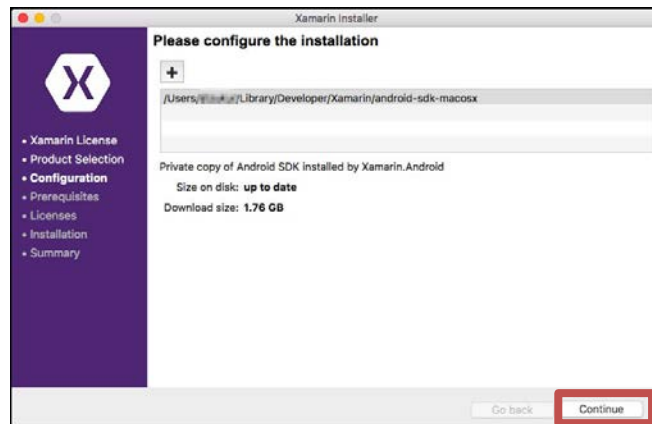 Xamarin Installer
Please configure the installation
+
/Users/ /Library/Developer/Xamarin/android-sdk-macosx
• Xamarin License
• Product Selection
• Configuration
• Prerequisites
• Licenses
• Installation
• Summary
Private copy of Android SDK installed by Xamarin.Android
Size on disk: up to date
Download size: 1.76 GB
Go back
Continue